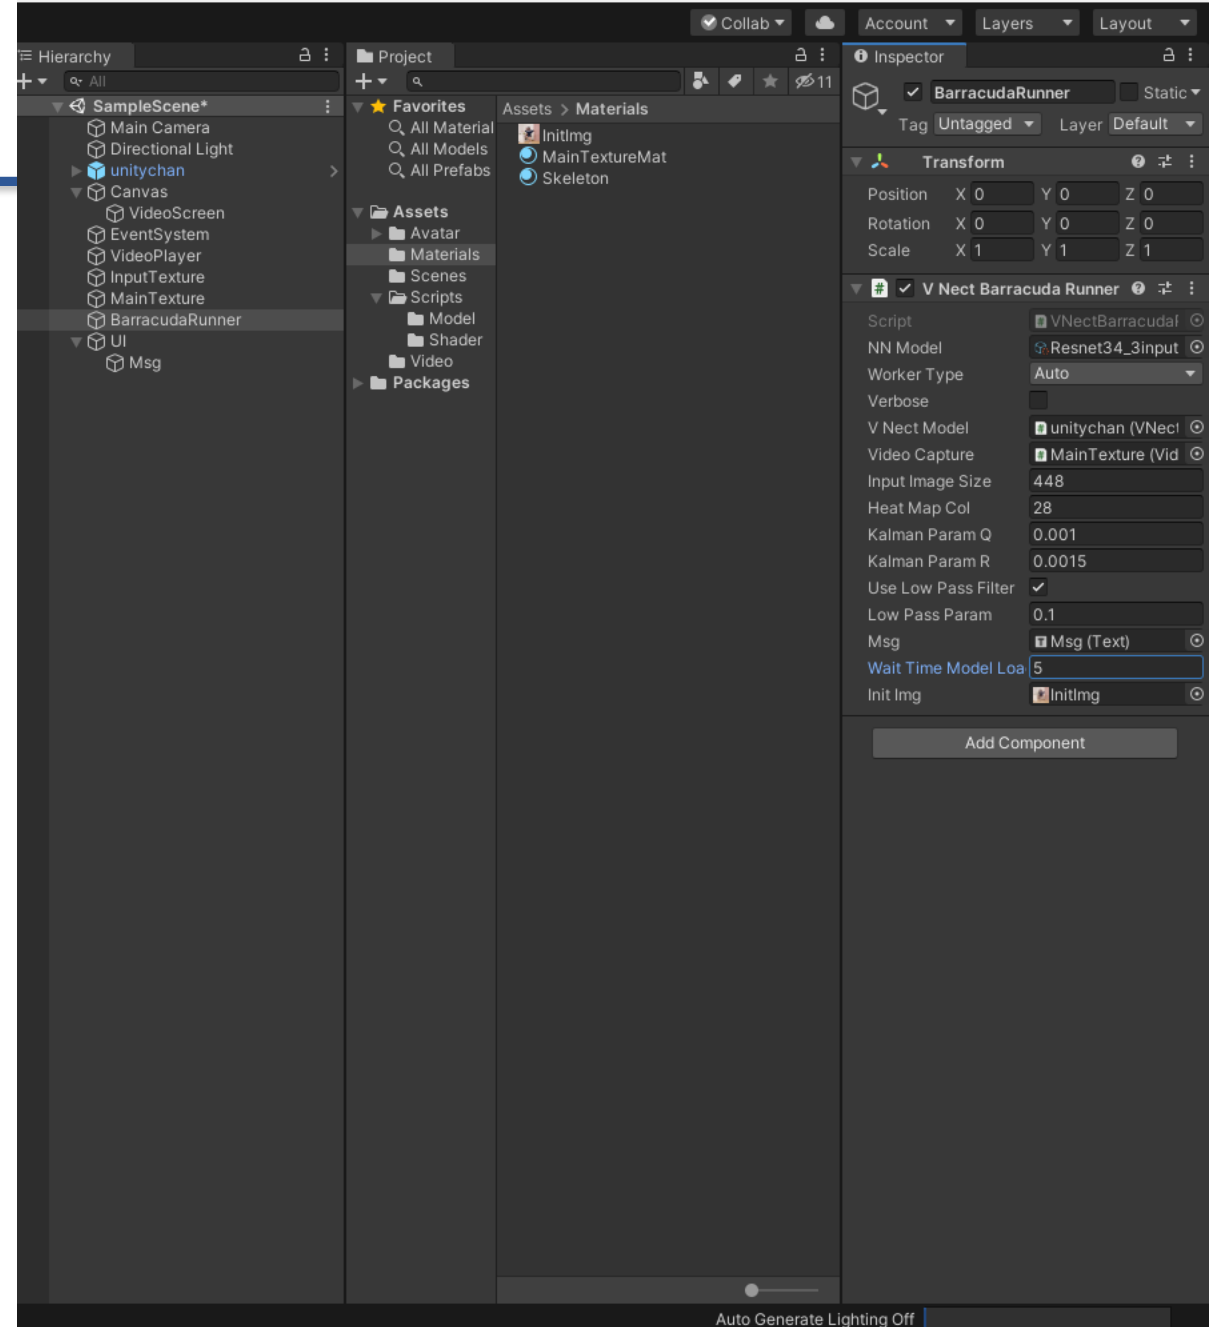 Collab Account Layers Layout
Hierarchy
All
SampleScene*
Main Camera
Directional Light
unitychan
Canvas
VideoScreen
EventSystem
VideoPlayer
InputTexture
MainTexture
BarracudaRunner
UI
Msg
Project
11
Favorites
All Material
All Models
All Prefabs
Assets
Avatar
Materials
Scenes
Scripts
Model
Shader
Video
Packages
Assets > Materials
InitImg
MainTextureMat
Skeleton
Inspector
BarracudaRunner Static
Tag Untagged Layer Default
Transform
Position X 0 Y 0 Z 0
Rotation X 0 Y 0 Z 0
Scale X 1 Y 1 Z 1
# V Nect Barracuda Runner
Script VNectBarracuda
NN Model Resnet34_3input
Worker Type Auto
Verbose
V Nect Model unitychan (VNect
Video Capture MainTexture (Vid
Input Image Size 448
Heat Map Col 28
Kalman Param Q 0.001
Kalman Param R 0.0015
Use Low Pass Filter
Low Pass Param 0.1
Msg Msg (Text)
Wait Time Model Loa 5
Init Img InitImg
Add Component
Auto Generate Lighting Off